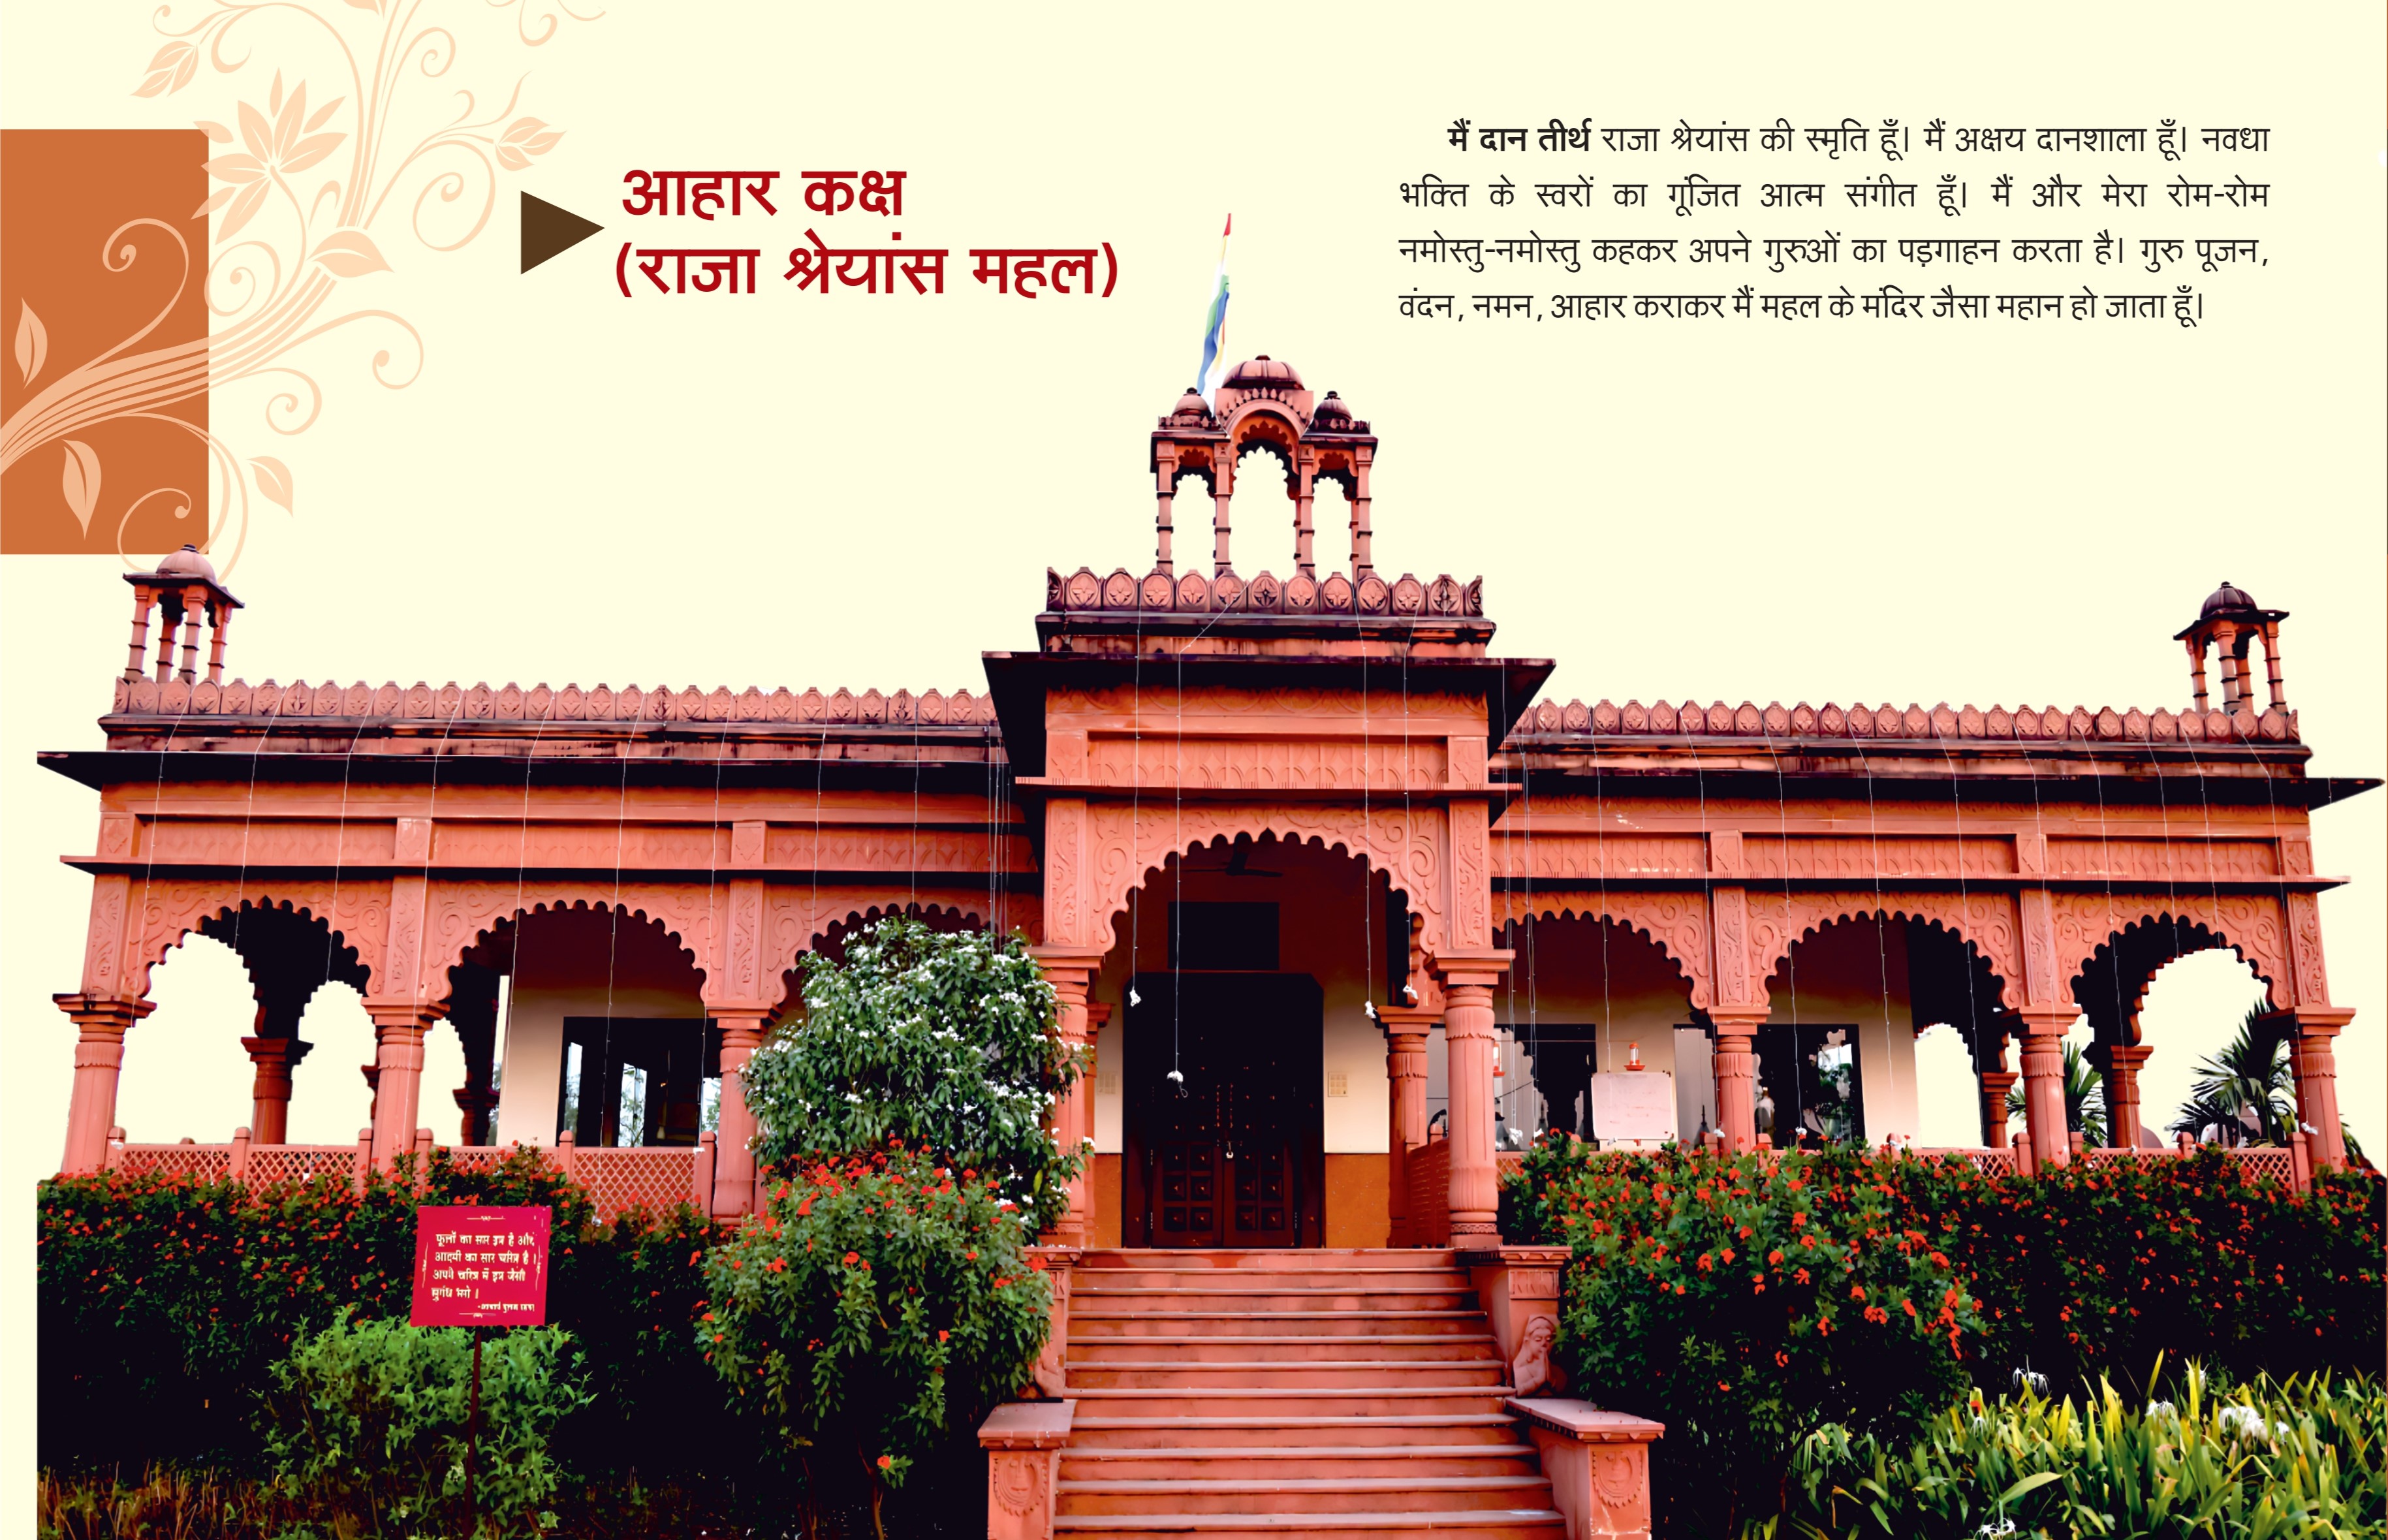 आहार कक्ष
(राजा श्रेयांस महल)
मैं दान तीर्थ राजा श्रेयांस की स्मृति हूँ। मैं अक्षय दानशाला हूँ। नवधा
भक्ति के स्वरों का गूंजित आत्म संगीत हूँ। मैं और मेरा रोम-रोम
नमोस्तु-नमोस्तु कहकर अपने गुरुओं का पड़गाहन करता है। गुरु पूजन,
वंदन, नमन, आहार कराकर मैं महल के मंदिर जैसा महान हो जाता हूँ।
फूलों का सार इत्र है और
आदमी का सार चरित्र है।
अपने चरित्र में इत्र जैसी
सुगंध भरो।